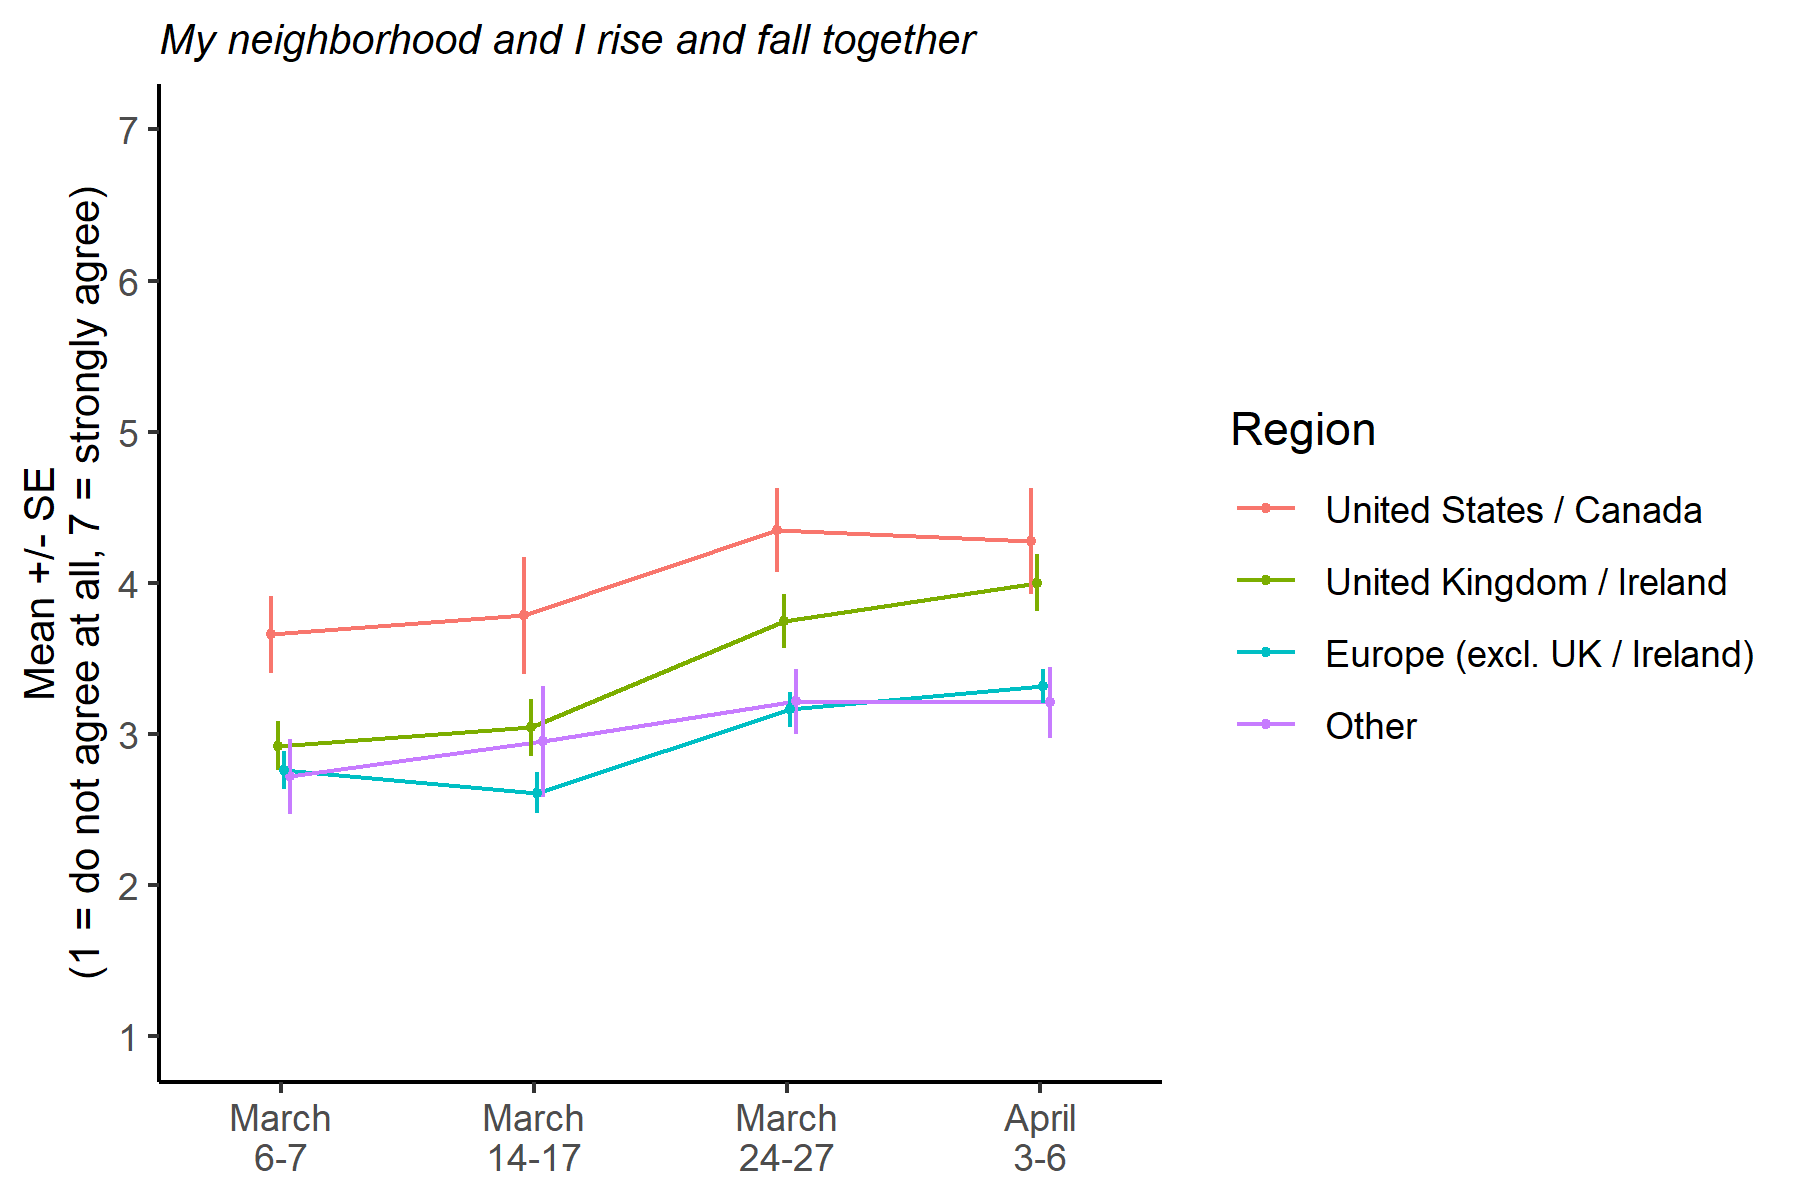 My neighborhood and I rise and fall together
Mean +/- SE
(1 = do not agree at all, 7 = strongly agree)
7
6
5
4
3
2
1
March
6-7
March
14-17
March
24-27
April
3-6
Region
United States / Canada
United Kingdom / Ireland
Europe (excl. UK / Ireland)
Other